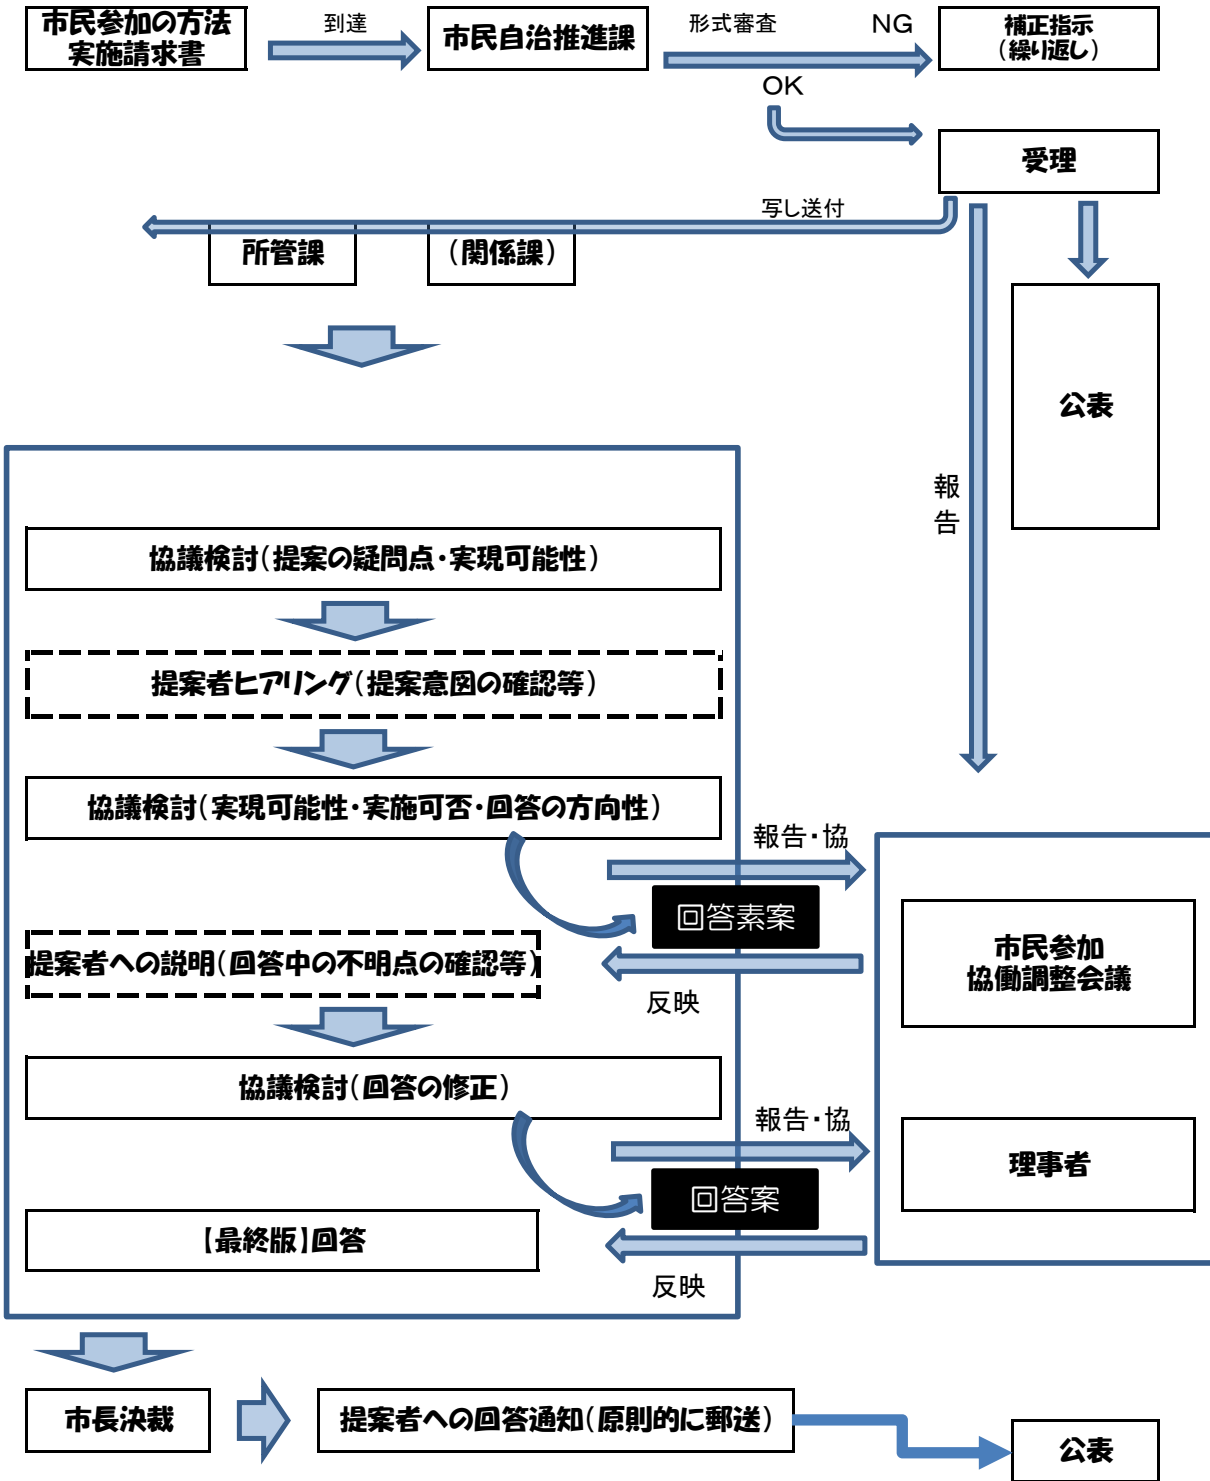 市民参加の方法
実施請求書
到達
市民自治推進課
形式審査
NG
補正指示
(繰り返し)
OK
受理
写し送付
所管課
(関係課)
公表
報
告
協議検討(提案の疑問点・実現可能性)
提案者ヒアリング(提案意図の確認等)
協議検討(実現可能性・実施可否・回答の方向性)
報告・協
回答素案
提案者への説明(回答中の不明点の確認等)
反映
市民参加
協働調整会議
協議検討(回答の修正)
報告・協
理事者
回答案
【最終版】回答
反映
市長決裁
提案者への回答通知(原則的に郵送)
公表